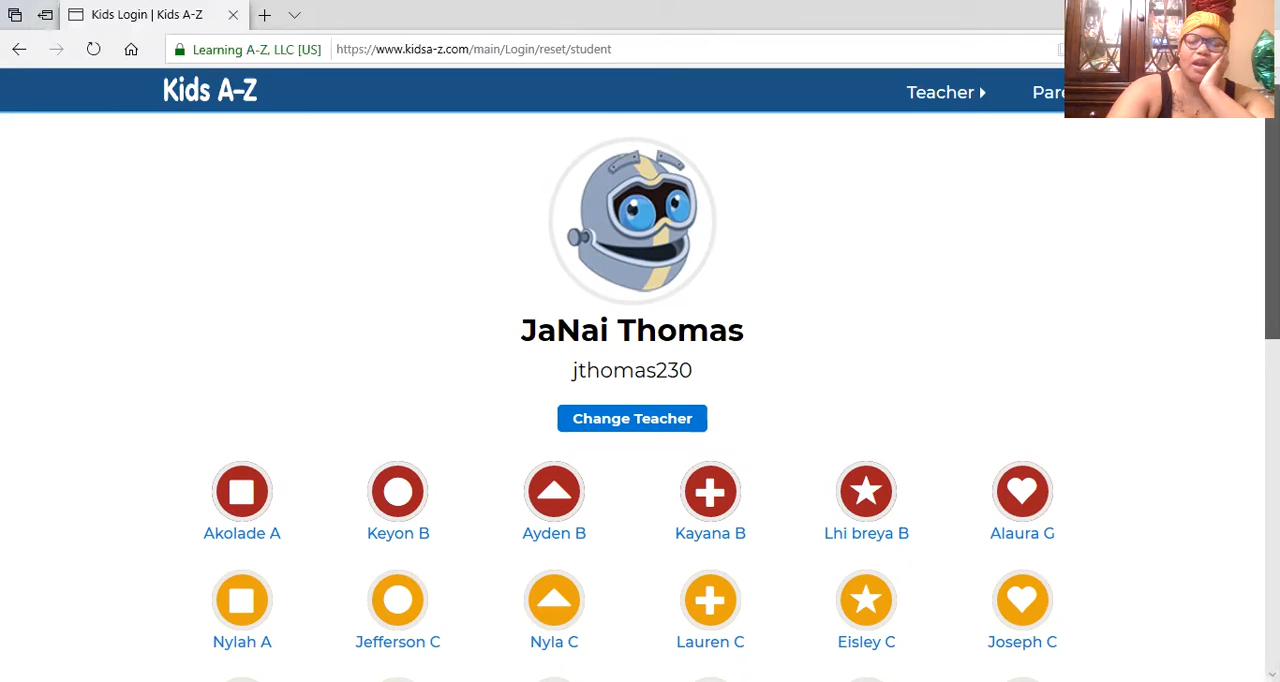 Kids Login | Kids A-Z
Learning A-Z, LLC [US] https://www.kidsa-z.com/main/Login/reset/student
Kids A-Z Teacher
JaNai Thomas
jthomas230
Change Teacher
Akolade A Keyon B Ayden B Kayana B Lhi breya B Alaura G
Nylah A Jefferson C Nyla C Lauren C Eisley C Joseph C